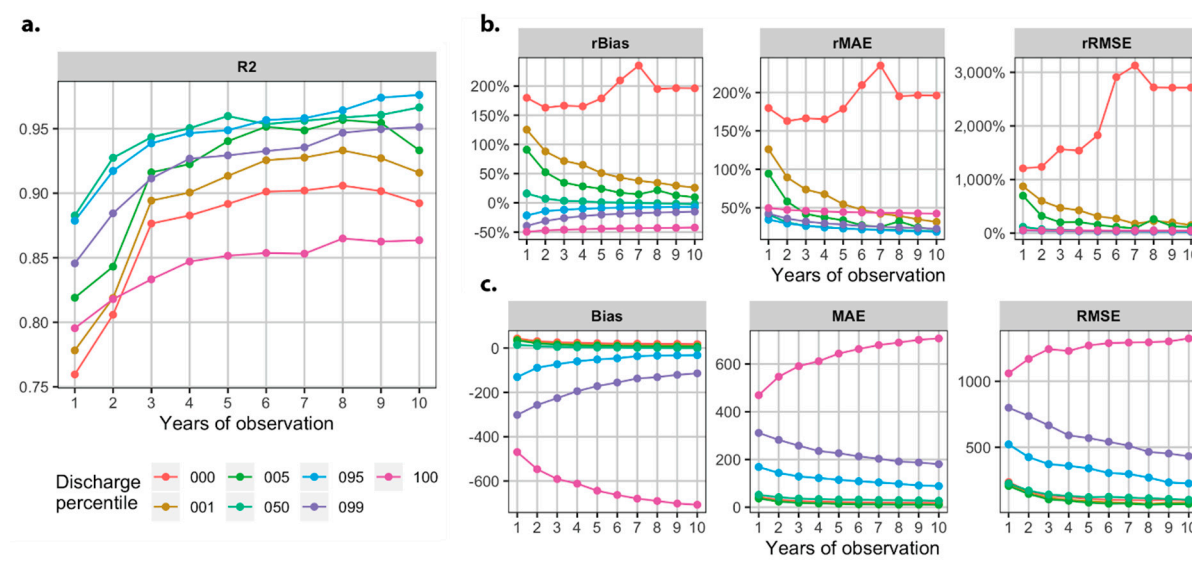 a.
R2
0.95
0.90
0.85
0.80
0.75
1 2 3 4 5 6 7 8 9 10
Years of observation
Discharge percentile
000 005 095 100
001 050 099
b.
rBias
200%
150%
100%
50%
0%
-50%
1 2 3 4 5 6 7 8 9 10
rMAE
200%
150%
100%
50%
1 2 3 4 5 6 7 8 9 10
Years of observation
rRMSE
3,000%
2,000%
1,000%
0%
1 2 3 4 5 6 7 8 9 10
c.
Bias
0
-200
-400
-600
1 2 3 4 5 6 7 8 9 10
MAE
600
400
200
0
1 2 3 4 5 6 7 8 9 10
Years of observation
RMSE
1000
500
1 2 3 4 5 6 7 8 9 10